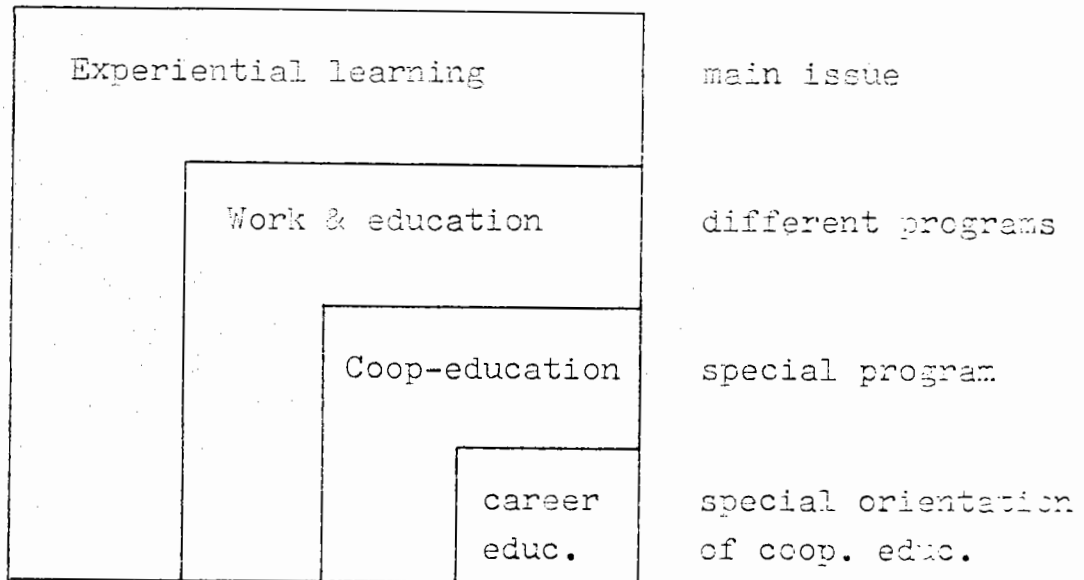 Experiential learning main issue
Work & education different programs
Coop-education special program
career special orientation
educ. of coop. educ.